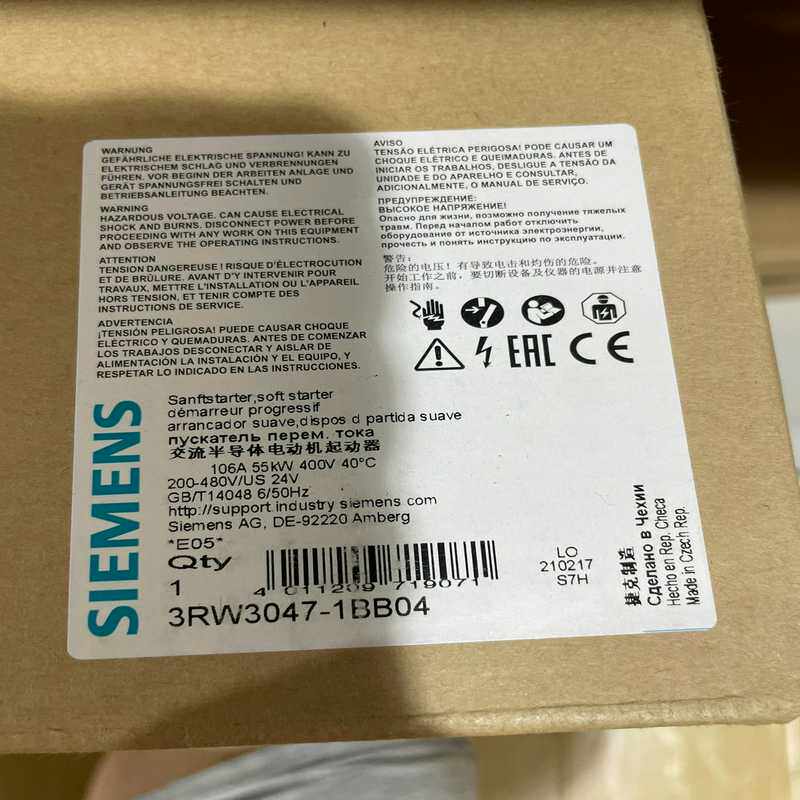 WARNUNG
GEFÄHRLICHE ELEKTRISCHE SPANNUNG! KANN ZU
ELEKTRISCHEM SCHLAG UND VERBRENNUNGEN
FÜHREN. VOR BEGINN DER ARBEITEN ANLAGE UND
GERÄT SPANNUNGSFREI SCHALTEN UND
BETRIEBSANLEITUNG BEACHTEN.
WARNING
HAZARDOUS VOLTAGE. CAN CAUSE ELECTRICAL
SHOCK AND BURNS. DISCONNECT POWER BEFORE
PROCEEDING WITH ANY WORK ON THIS EQUIPMENT
AND OBSERVE THE OPERATING INSTRUCTIONS.
ATTENTION
TENSION DANGEREUSE ! RISQUE D'ÉLECTROCUTION
ET DE BRÛLURE. AVANT D'Y INTERVENIR POUR
TRAVAUX, METTRE L'INSTALLATION OU L'APPAREIL
HORS TENSION, ET TENIR COMPTE DES
INSTRUCTIONS DE SERVICE.
ADVERTENCIA
¡TENSIÓN PELIGROSA! PUEDE CAUSAR CHOQUE
ELÉCTRICO Y QUEMADURAS. ANTES DE COMENZAR
LOS TRABAJOS DESCONECTAR Y AISLAR DE
ALIMENTACIÓN LA INSTALACIÓN Y EL EQUIPO, Y
RESPETAR LO INDICADO EN LAS INSTRUCCIONES.
AVISO
TENSÃO ELÉTRICA PERIGOSA! PODE CAUSAR UM
CHOQUE ELÉTRICO E QUEIMADURAS. ANTES DE
INICIAR OS TRABALHOS, DESLIGUE A TENSÃO DA
UNIDADE E DO APARELHO E CONSULTAR,
ADICIONALMENTE, O MANUAL DE SERVIÇO.
ПРЕДУПРЕЖДЕНИЕ:
ВЫСОКОЕ НАПРЯЖЕНИЕ!
Опасно для жизни, возможно получение тяжелых
травм. Перед началом работ отключить
оборудование от источника электроэнергии,
прочесть и понять инструкцию по эксплуатации.
警告:
危险的电压! 有导致电击和灼伤的危险。
开始工作之前, 要切断设备及仪器的电源并注意
操作指南。
EAC CE
SIEMENS
Sanftstarter,soft starter
démarreur progressif
arrancador suave,dispos d partida suave
пускатель перем. тока
交流半导体电动机起动器
106A 55kW 400V 40°C
200-480V/US 24V
GB/T14048 6/50Hz
http://support.industry siemens com
Siemens AG, DE-92220 Amberg
*E05*
Qty
1
4 011209 719071
3RW3047-1BB04
LO
210217
S7H
捷克制造
Сделано в Чехии
Hecho en Rep. Checa
Made in Czech Rep.